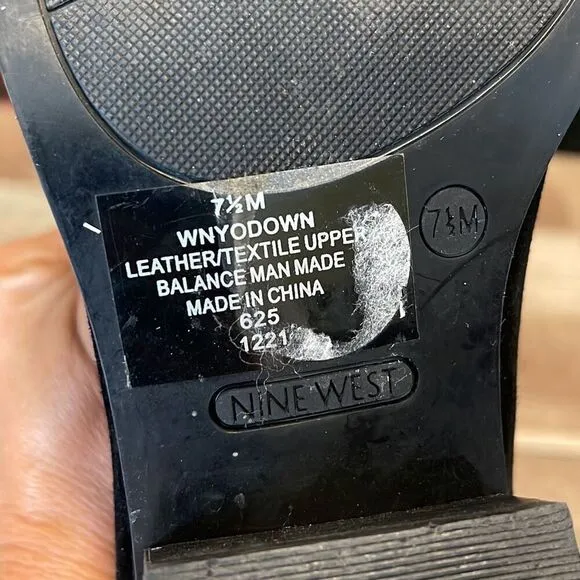 7½M
WNYODOWN
LEATHER/TEXTILE UPPER
BALANCE MAN MADE
MADE IN CHINA
625
1221
7½M
NINE WEST